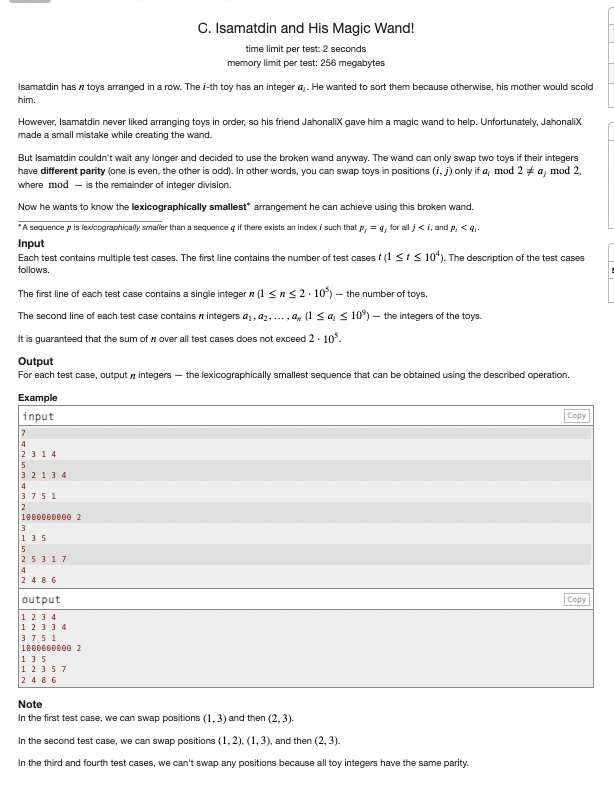 C. Isamatdin and His Magic Wand!
time limit per test: 2 seconds
memory limit per test: 256 megabytes
Isamatdin has n toys arranged in a row. The i-th toy has an integer a_i. He wanted to sort them because otherwise, his mother would scold
him.
However, Isamatdin never liked arranging toys in order, so his friend JahonaliX gave him a magic wand to help. Unfortunately, JahonaliX
made a small mistake while creating the wand.
But Isamatdin couldn't wait any longer and decided to use the broken wand anyway. The wand can only swap two toys if their integers
have different parity (one is even, the other is odd). In other words, you can swap toys in positions (i, j) only if a_i mod 2 ≠ a_j mod 2,
where mod — is the remainder of integer division.
Now he wants to know the lexicographically smallest* arrangement he can achieve using this broken wand.
* A sequence p is lexicographically smaller than a sequence q if there exists an index i such that p_j = q_j for all j < i, and p_i < q_i.
Input
Each test contains multiple test cases. The first line contains the number of test cases t (1 ≤ t ≤ 10^4). The description of the test cases
follows.
The first line of each test case contains a single integer n (1 ≤ n ≤ 2 · 10^5) — the number of toys.
The second line of each test case contains n integers a_1, a_2, ..., a_n (1 ≤ a_i ≤ 10^9) — the integers of the toys.
It is guaranteed that the sum of n over all test cases does not exceed 2 · 10^5.
Output
For each test case, output n integers — the lexicographically smallest sequence that can be obtained using the described operation.
Example
input
Copy
7
4
2 3 1 4
5
3 2 1 3 4
4
3 7 5 1
2
1000000000 2
3
1 3 5
5
2 5 3 1 7
4
2 4 8 6
output
Copy
1 2 3 4
1 2 3 3 4
3 7 5 1
1000000000 2
1 3 5
1 2 3 5 7
2 4 8 6
Note
In the first test case, we can swap positions (1, 3) and then (2, 3).
In the second test case, we can swap positions (1, 2), (1, 3), and then (2, 3).
In the third and fourth test cases, we can't swap any positions because all toy integers have the same parity.